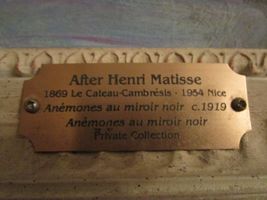 After Henri Matisse
1869 Le Cateau-Cambrésis - 1954 Nice
Anémones au miroir noir c.1919
Anémones au miroir noir
Private Collection